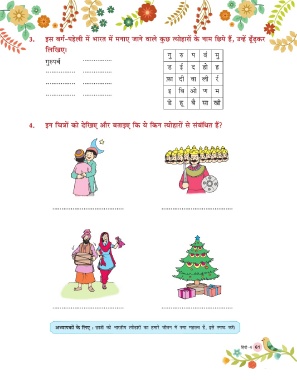 3. इस वर्ग-पहेली में भारत में मनाए जाने वाले कुछ त्योहारों के नाम छिपे हैं, उन्हें ढूँढ़कर
लिखिए:
गुरुपर्व ..................
.................. ..................
.................. ..................
.................. ..................
गु रु प र्व मु
ड ई द हो ह
दी वा ली र्र
इ बि ओ ण म
डे हू बै सा खी
4. इन चित्रों को देखिए और बताइए कि ये किन त्योहारों से संबंधित हैं?
.................. ..................
.................. ..................
अध्यापकों के लिए : बच्चों को भारतीय त्योहारों का हमारे जीवन में क्या महत्त्व है, इसे स्पष्ट करें।
हिंदी-4 61